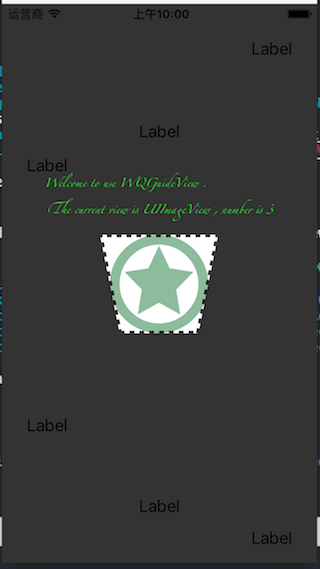 运营商 上午10:00
Label
Label
Label
Welcome to use WQGuideView .
The current view is UIImageView , number is 3
Label
Label
Label